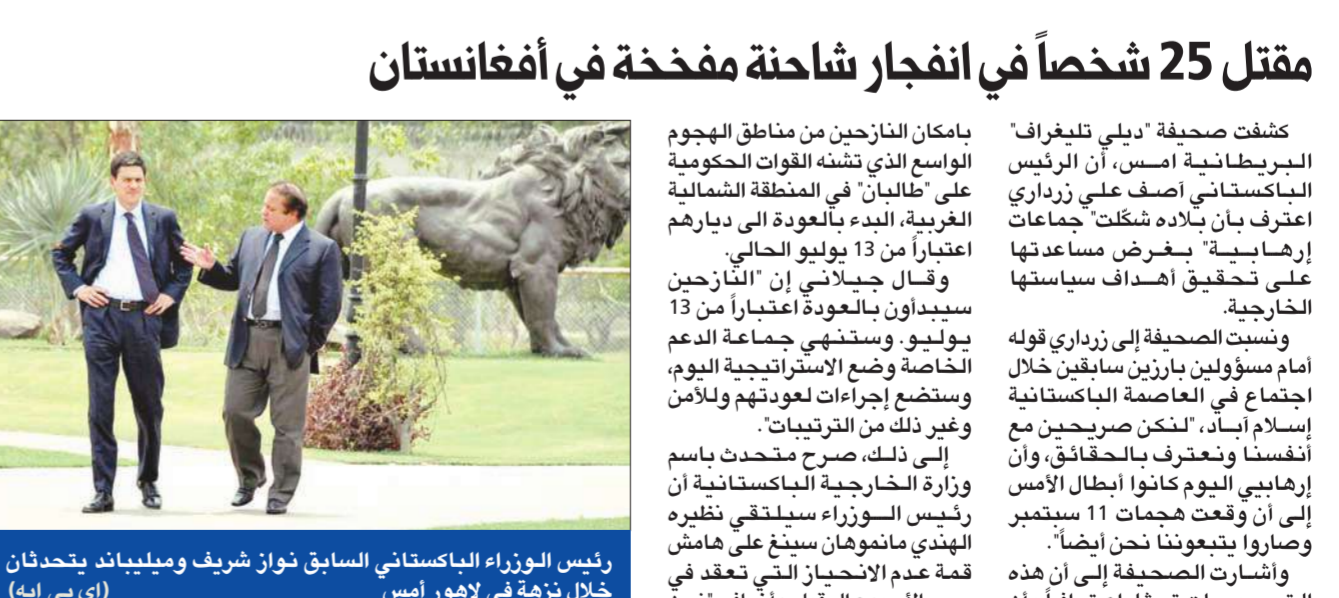 مقتل 25 شخصاً في انفجار شاحنة مفخخة في أفغانستان
كشفت صحيفة "ديلي تليغراف"
البريطانية امس، أن الرئيس
الباكستاني آصف علي زرداري
اعترف بأن بلاده شكّلت" جماعات
إرهابية" بغرض مساعدتها
على تحقيق أهداف سياستها
الخارجية.
ونسبت الصحيفة إلى زرداري قوله
أمام مسؤولين بارزين سابقين خلال
اجتماع في العاصمة الباكستانية
إسلام آباد، "لنكن صريحين مع
أنفسنا ونعترف بالحقائق، وأن
إرهابيي اليوم كانوا أبطال الأمس
إلى أن وقعت هجمات 11 سبتمبر
وصاروا يتبعوننا نحن أيضاً".
وأشارت الصحيفة إلى أن هذه
بامكان النازحين من مناطق الهجوم
الواسع الذي تشنه القوات الحكومية
على "طالبان" في المنطقة الشمالية
الغربية، البدء بالعودة الى ديارهم
اعتباراً من 13 يوليو الحالي.
وقال جيلاني إن "النازحين
سيبدأون بالعودة اعتباراً من 13
يوليو. وستنهي جماعة الدعم
الخاصة وضع الاستراتيجية اليوم،
وستضع إجراءات لعودتهم وللأمن
وغير ذلك من الترتيبات".
إلى ذلك، صرح متحدث باسم
وزارة الخارجية الباكستانية أن
رئيس الوزراء سيلتقي نظيره
الهندي مانموهان سينغ على هامش
قمة عدم الانحياز التي تعقد في
رئيس الوزراء الباكستاني السابق نواز شريف وميليباند يتحدثان
خلال نزهة في لاهور أمس (اي بي ايه)